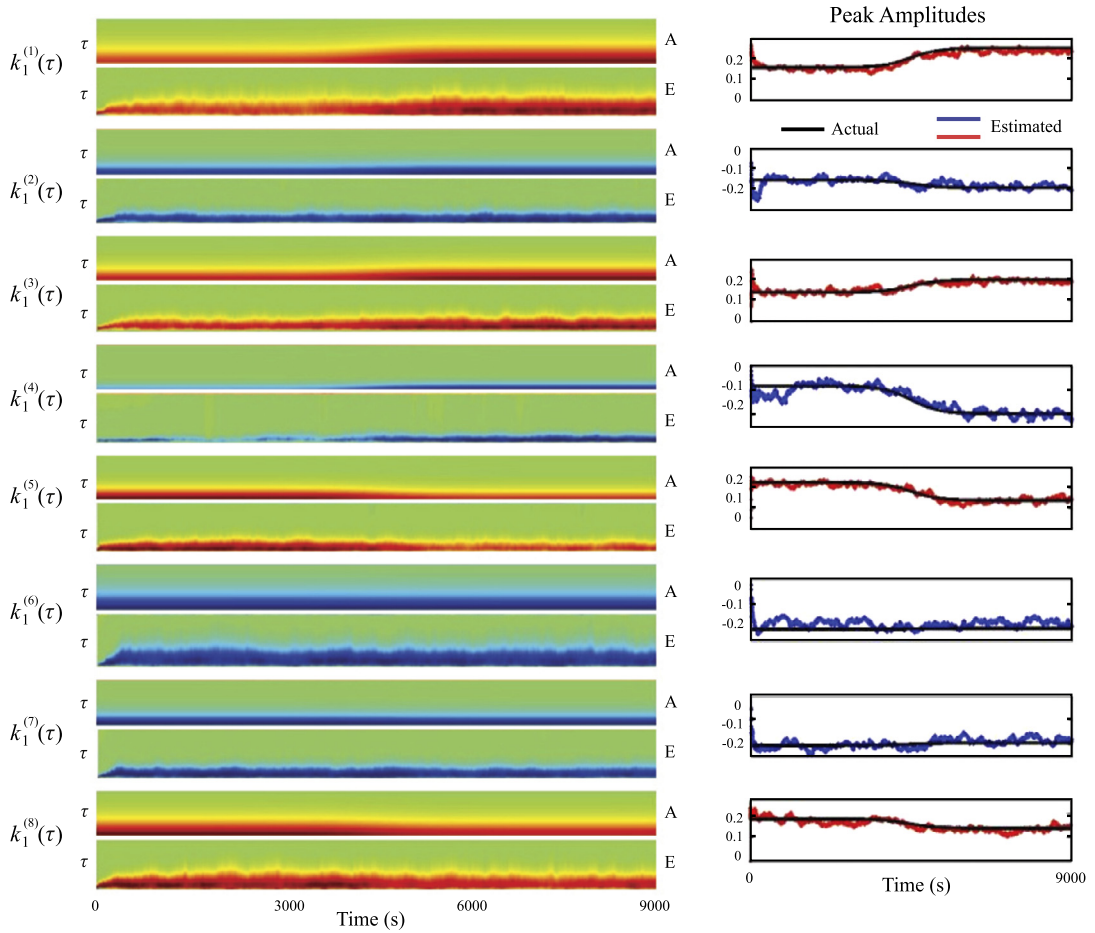 Peak Amplitudes
k₁⁽¹⁾(τ)
τ A
τ E
0.2
0.1
0
Actual Estimated
k₁⁽²⁾(τ)
τ A
τ E
0
-0.1
-0.2
k₁⁽³⁾(τ)
τ A
τ E
0.2
0.1
0
k₁⁽⁴⁾(τ)
τ A
τ E
0
-0.1
-0.2
k₁⁽⁵⁾(τ)
τ A
τ E
0.2
0.1
0
k₁⁽⁶⁾(τ)
τ A
τ E
0
-0.1
-0.2
k₁⁽⁷⁾(τ)
τ A
τ E
0
-0.1
-0.2
k₁⁽⁸⁾(τ)
τ A
τ E
0.2
0.1
0
0 3000 6000 9000
Time (s)
0 9000
Time (s)